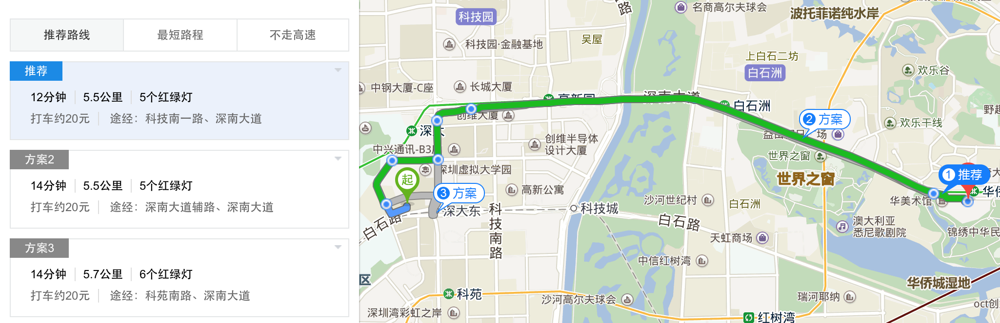 推荐路线
最短路程
不走高速
推荐
12分钟 5.5公里 5个红绿灯
打车约20元 途经：科技南一路、深南大道
方案2
14分钟 5.5公里 5个红绿灯
打车约20元 途经：深南大道辅路、深南大道
方案3
14分钟 5.7公里 6个红绿灯
打车约20元 途经：科苑南路、深南大道
路
名商高尔夫球会
波托菲诺纯水岸
科技园
吴屋
科技园·金融基地
上白石二坊
白石洲
欢乐谷
中钢大厦-C座
长城大厦
高新园
深南大道
白石洲
野趣
2 方案
欢乐干线
创维大厦
深大
创维半导体
设计大厦
场
中兴通讯-B3
世界之窗
深圳虚拟大学园
世界之窗
1 推荐
起
高新公寓
3 方案
华侨
沙河世纪村
白石洲
华美术馆
深大东
科技南路
科技城
白石路
白石路
澳大利亚
悉尼歌剧院
锦绣中华民
天虹商场
中信红树湾
区
华侨城湿地
科苑
沙河高尔夫球会
瑞河耶纳
oct创
深圳湾彩虹之岸
红树湾